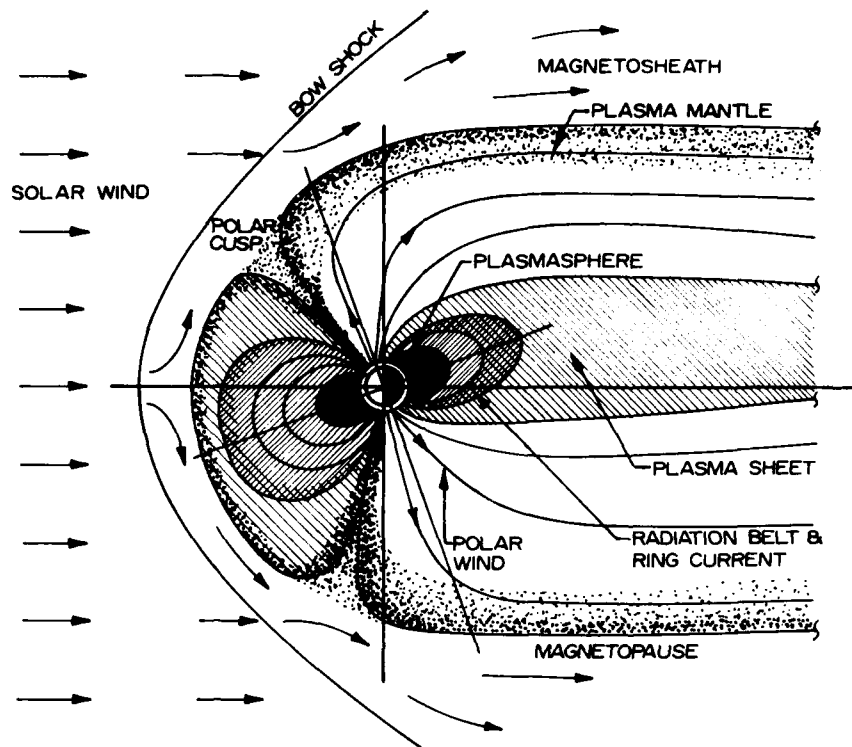 BOW SHOCK
MAGNETOSHEATH
PLASMA MANTLE
SOLAR WIND
POLAR
CUSP
PLASMASPHERE
PLASMA SHEET
POLAR
WIND
RADIATION BELT &
RING CURRENT
MAGNETOPAUSE